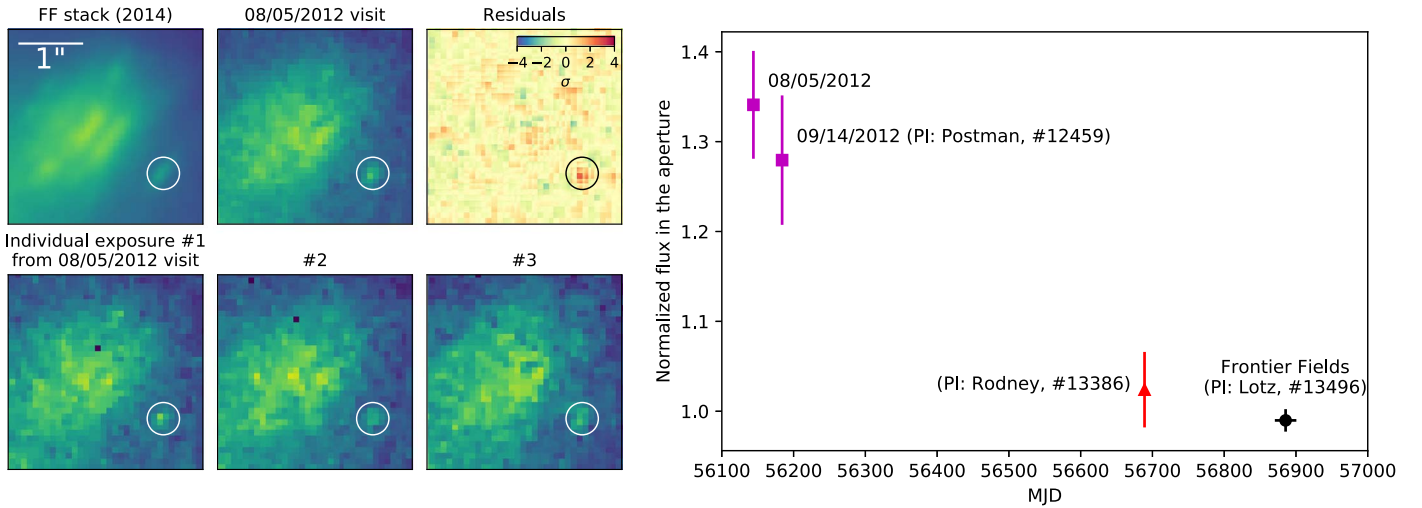 FF stack (2014)
08/05/2012 visit
Residuals
1"
−4 −2 0 2 4
σ
Individual exposure #1
from 08/05/2012 visit
#2
#3
Normalized flux in the aperture
1.4
1.3
1.2
1.1
1.0
08/05/2012
09/14/2012 (PI: Postman, #12459)
(PI: Rodney, #13386)
Frontier Fields
(PI: Lotz, #13496)
56100 56200 56300 56400 56500 56600 56700 56800 56900 57000
MJD